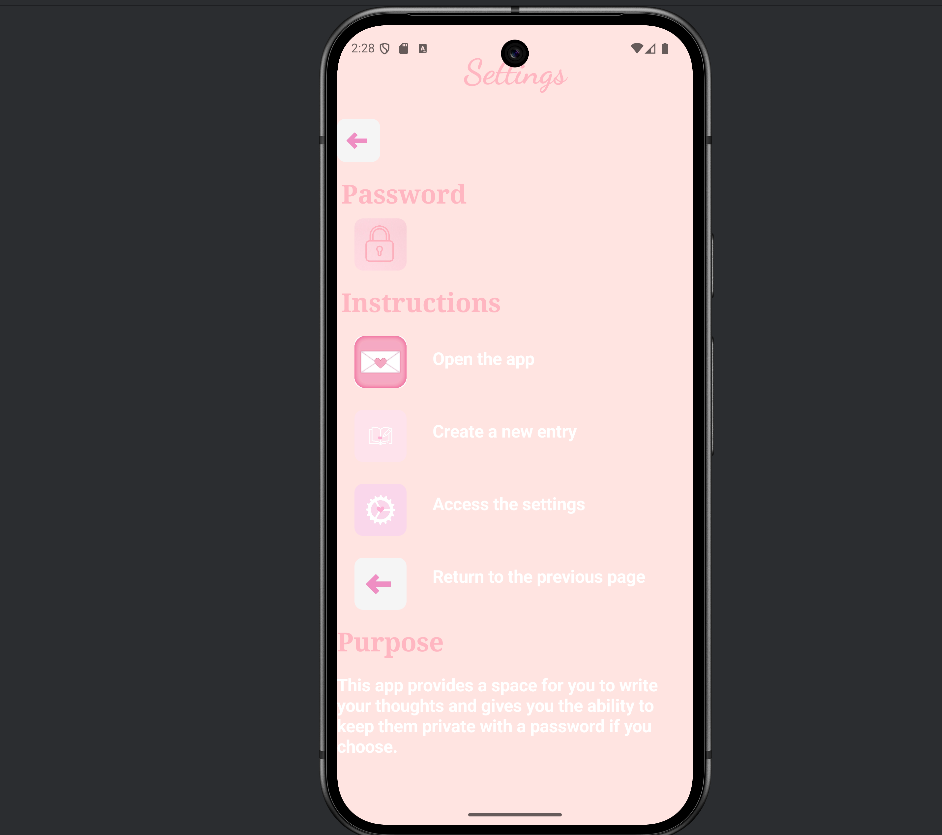 2:28
Settings
Password
Instructions
Open the app
Create a new entry
Access the settings
Return to the previous page
Purpose
This app provides a space for you to write
your thoughts and gives you the ability to
keep them private with a password if you
choose.